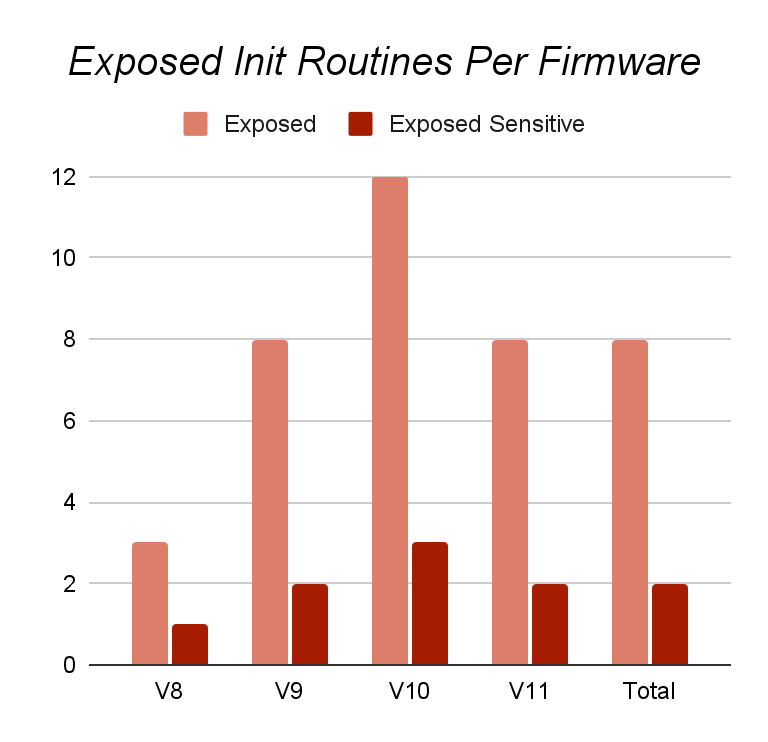 Exposed Init Routines Per Firmware
Exposed Exposed Sensitive
12
10
8
6
4
2
0
V8 V9 V10 V11 Total